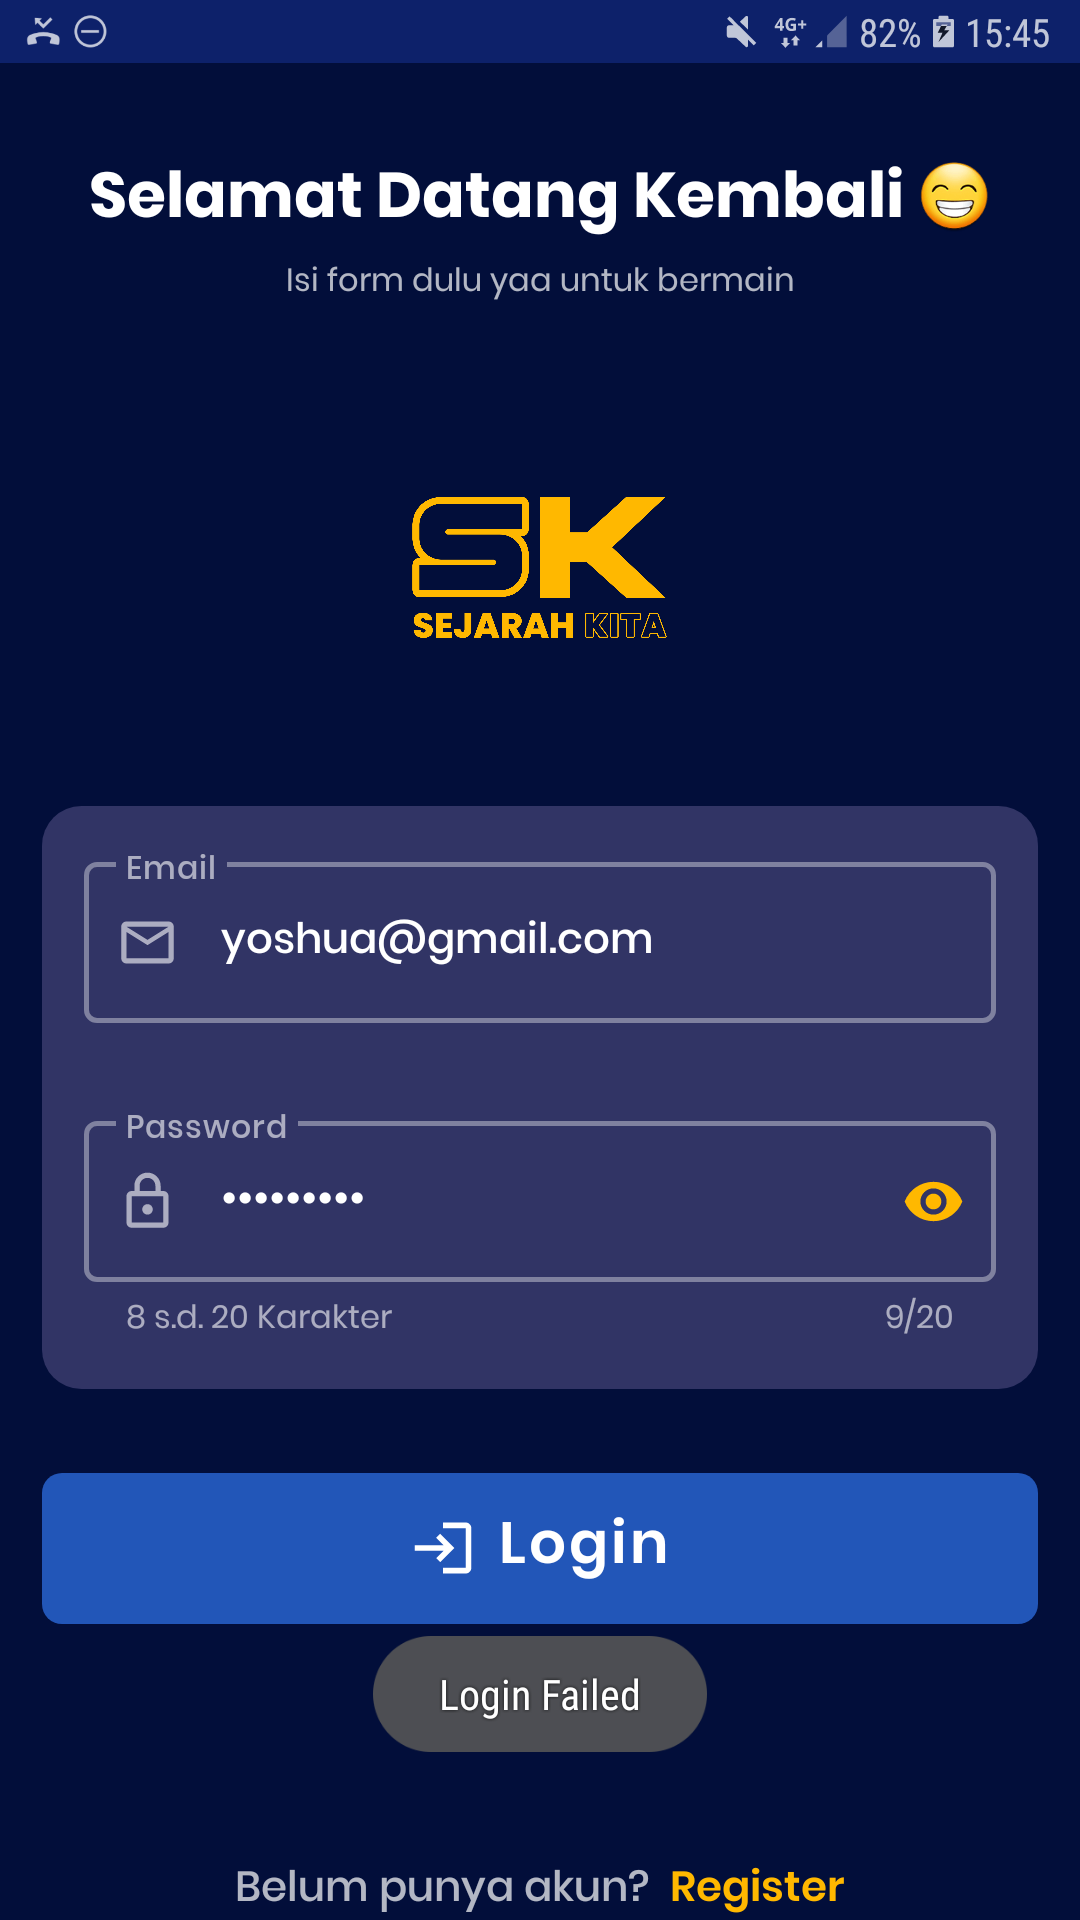 4G+ 82% 15:45
Selamat Datang Kembali 😁
Isi form dulu yaa untuk bermain
SK
SEJARAH KITA
Email
yoshua@gmail.com
Password
•••••••••
8 s.d. 20 Karakter 9/20
Login
Login Failed
Belum punya akun? Register